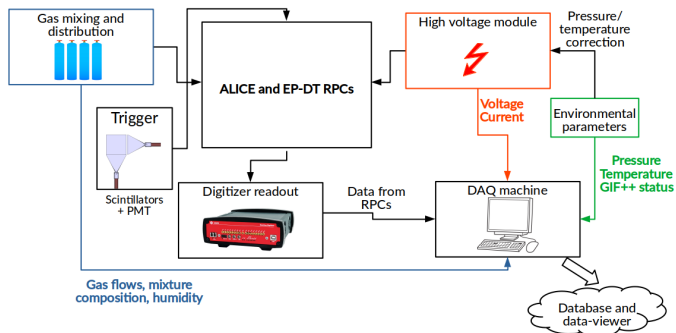 Gas mixing and
distribution
ALICE and EP-DT RPCs
High voltage module
Pressure/
temperature
correction
Trigger
Scintillators
+ PMT
Voltage
Current
Environmental
parameters
Pressure
Temperature
GIF++ status
Digitizer readout
Data from
RPCs
DAQ machine
Gas flows, mixture
composition, humidity
Database and
data-viewer